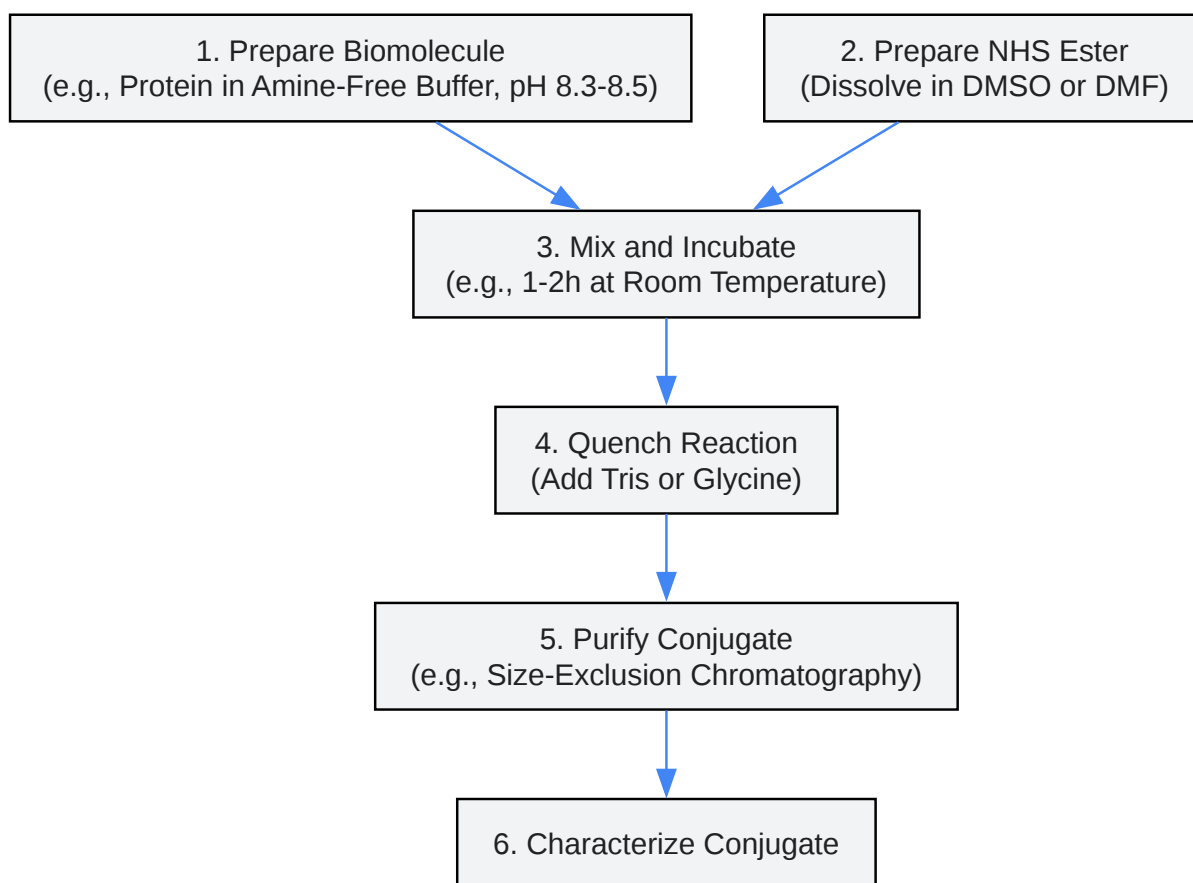 1. Prepare Biomolecule
(e.g., Protein in Amine-Free Buffer, pH 8.3-8.5)
2. Prepare NHS Ester
(Dissolve in DMSO or DMF)
3. Mix and Incubate
(e.g., 1-2h at Room Temperature)
4. Quench Reaction
(Add Tris or Glycine)
5. Purify Conjugate
(e.g., Size-Exclusion Chromatography)
6. Characterize Conjugate